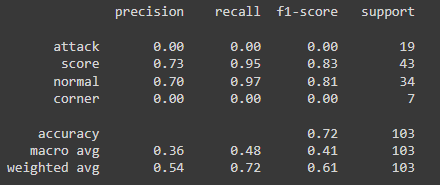 precision recall f1-score support
attack 0.00 0.00 0.00 19
score 0.73 0.95 0.83 43
normal 0.70 0.97 0.81 34
corner 0.00 0.00 0.00 7
accuracy 0.72 103
macro avg 0.36 0.48 0.41 103
weighted avg 0.54 0.72 0.61 103